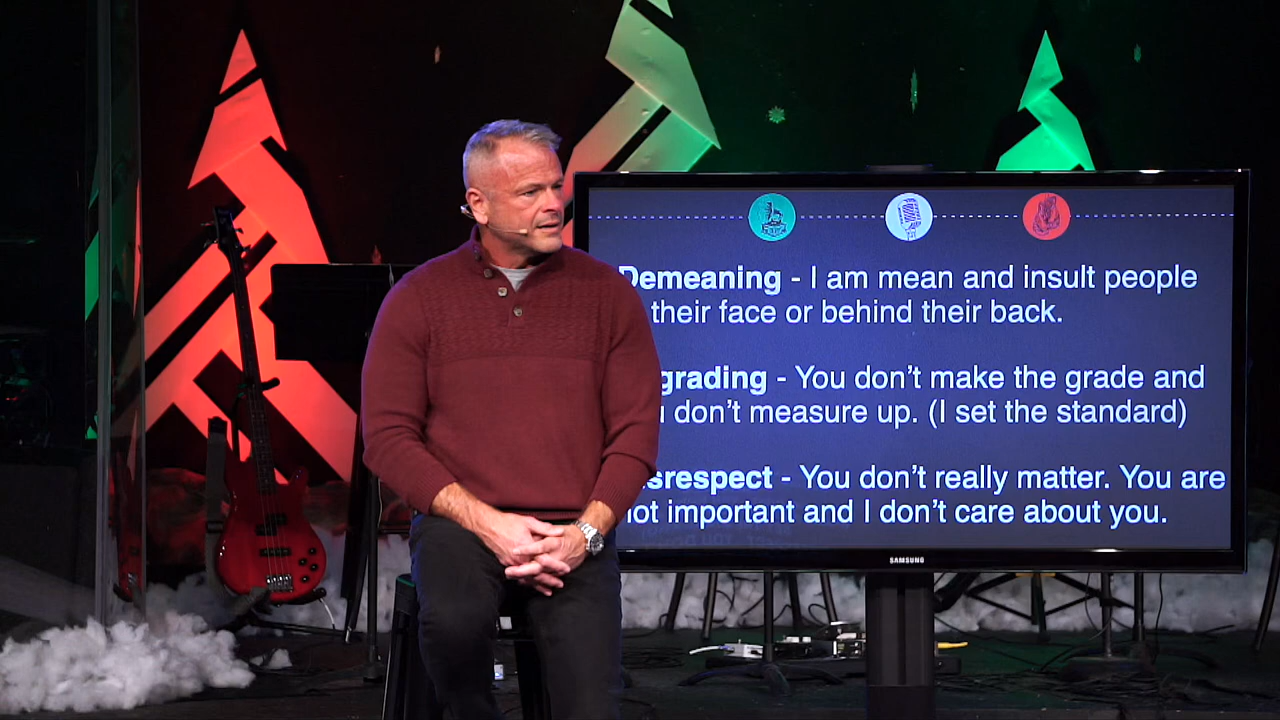 Demeaning - I am mean and insult people
their face or behind their back.
grading - You don't make the grade and
don't measure up. (I set the standard)
srespect - You don't really matter. You are
not important and I don't care about you.
SAMSUNG